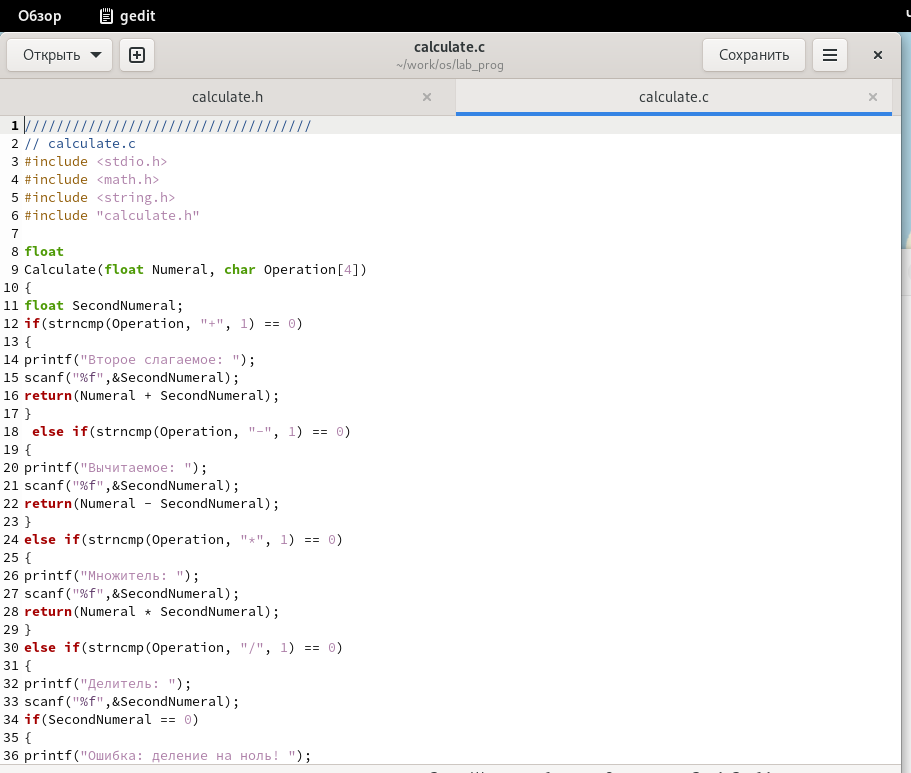 Обзор gedit
Открыть calculate.c Сохранить
~/work/os/lab_prog
calculate.h calculate.c
1 ////////////////////////////////////
2 // calculate.c
3 #include <stdio.h>
4 #include <math.h>
5 #include <string.h>
6 #include "calculate.h"
7
8 float
9 Calculate(float Numeral, char Operation[4])
10 {
11 float SecondNumeral;
12 if(strncmp(Operation, "+", 1) == 0)
13 {
14 printf("Второе слагаемое: ");
15 scanf("%f",&SecondNumeral);
16 return(Numeral + SecondNumeral);
17 }
18  else if(strncmp(Operation, "-", 1) == 0)
19 {
20 printf("Вычитаемое: ");
21 scanf("%f",&SecondNumeral);
22 return(Numeral - SecondNumeral);
23 }
24 else if(strncmp(Operation, "*", 1) == 0)
25 {
26 printf("Множитель: ");
27 scanf("%f",&SecondNumeral);
28 return(Numeral * SecondNumeral);
29 }
30 else if(strncmp(Operation, "/", 1) == 0)
31 {
32 printf("Делитель: ");
33 scanf("%f",&SecondNumeral);
34 if(SecondNumeral == 0)
35 {
36 printf("Ошибка: деление на ноль! ");